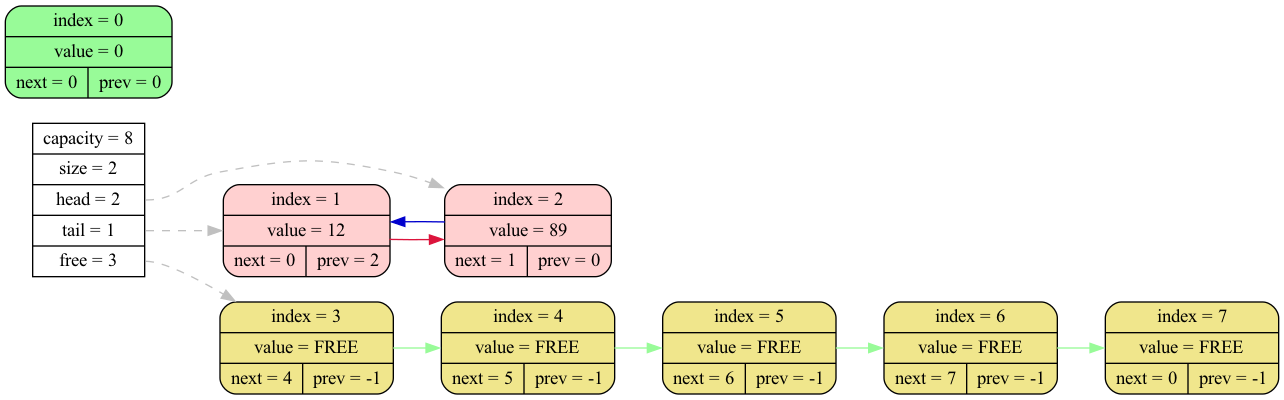 index = 0
value = 0
next = 0 prev = 0
capacity = 8
size = 2
head = 2
tail = 1
free = 3
index = 1
value = 12
next = 0 prev = 2
index = 2
value = 89
next = 1 prev = 0
index = 3
value = FREE
next = 4 prev = -1
index = 4
value = FREE
next = 5 prev = -1
index = 5
value = FREE
next = 6 prev = -1
index = 6
value = FREE
next = 7 prev = -1
index = 7
value = FREE
next = 0 prev = -1